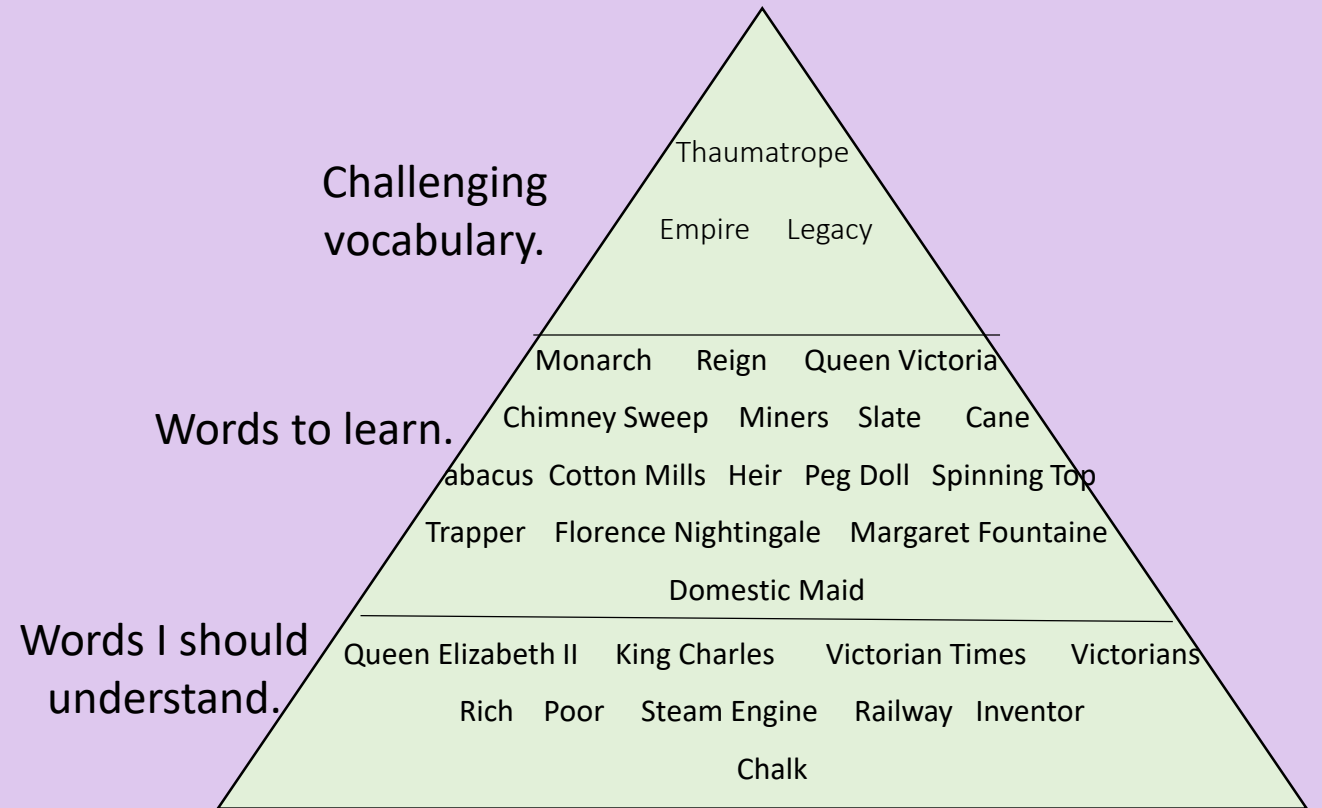 Challenging
vocabulary.
Thaumatrope
Empire Legacy
Words to learn.
Monarch Reign Queen Victoria
Chimney Sweep Miners Slate Cane
abacus Cotton Mills Heir Peg Doll Spinning Top
Trapper Florence Nightingale Margaret Fountaine
Domestic Maid
Words I should
understand.
Queen Elizabeth II King Charles Victorian Times Victorians
Rich Poor Steam Engine Railway Inventor
Chalk